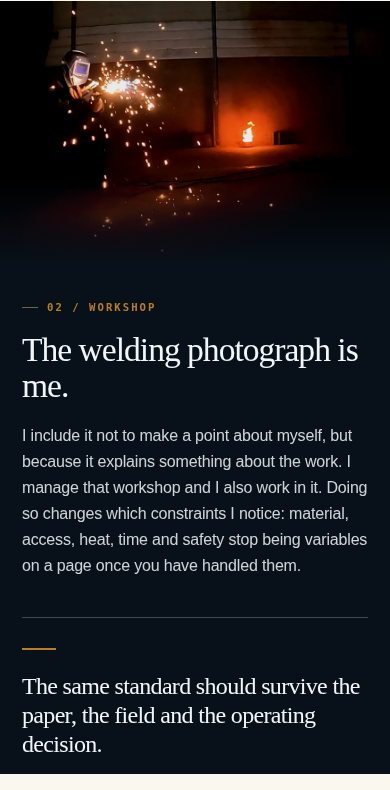 02 / WORKSHOP
The welding photograph is
me.
I include it not to make a point about myself, but
because it explains something about the work. I
manage that workshop and I also work in it. Doing
so changes which constraints I notice: material,
access, heat, time and safety stop being variables
on a page once you have handled them.
The same standard should survive the
paper, the field and the operating
decision.